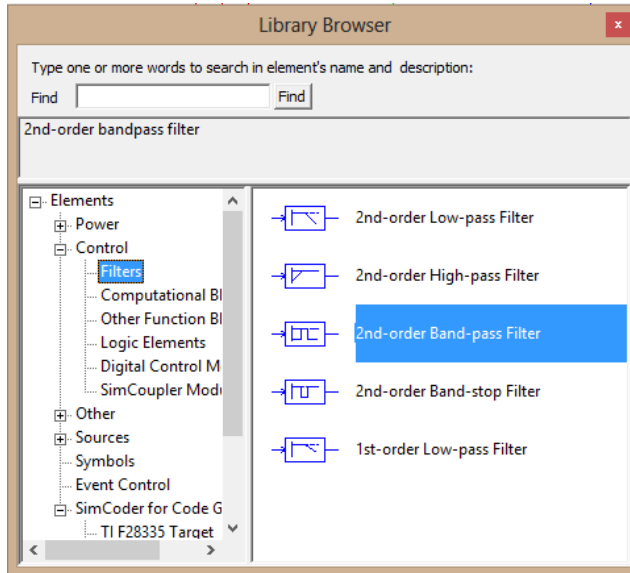 Library Browser
x
Type one or more words to search in element's name and description:
Find
Find
2nd-order bandpass filter
Elements
Power
Control
Filters
Computational Bl
Other Function Bl
Logic Elements
Digital Control M
SimCoupler Modu
Other
Sources
Symbols
Event Control
SimCoder for Code G
TI F28335 Target
2nd-order Low-pass Filter
2nd-order High-pass Filter
2nd-order Band-pass Filter
2nd-order Band-stop Filter
1st-order Low-pass Filter